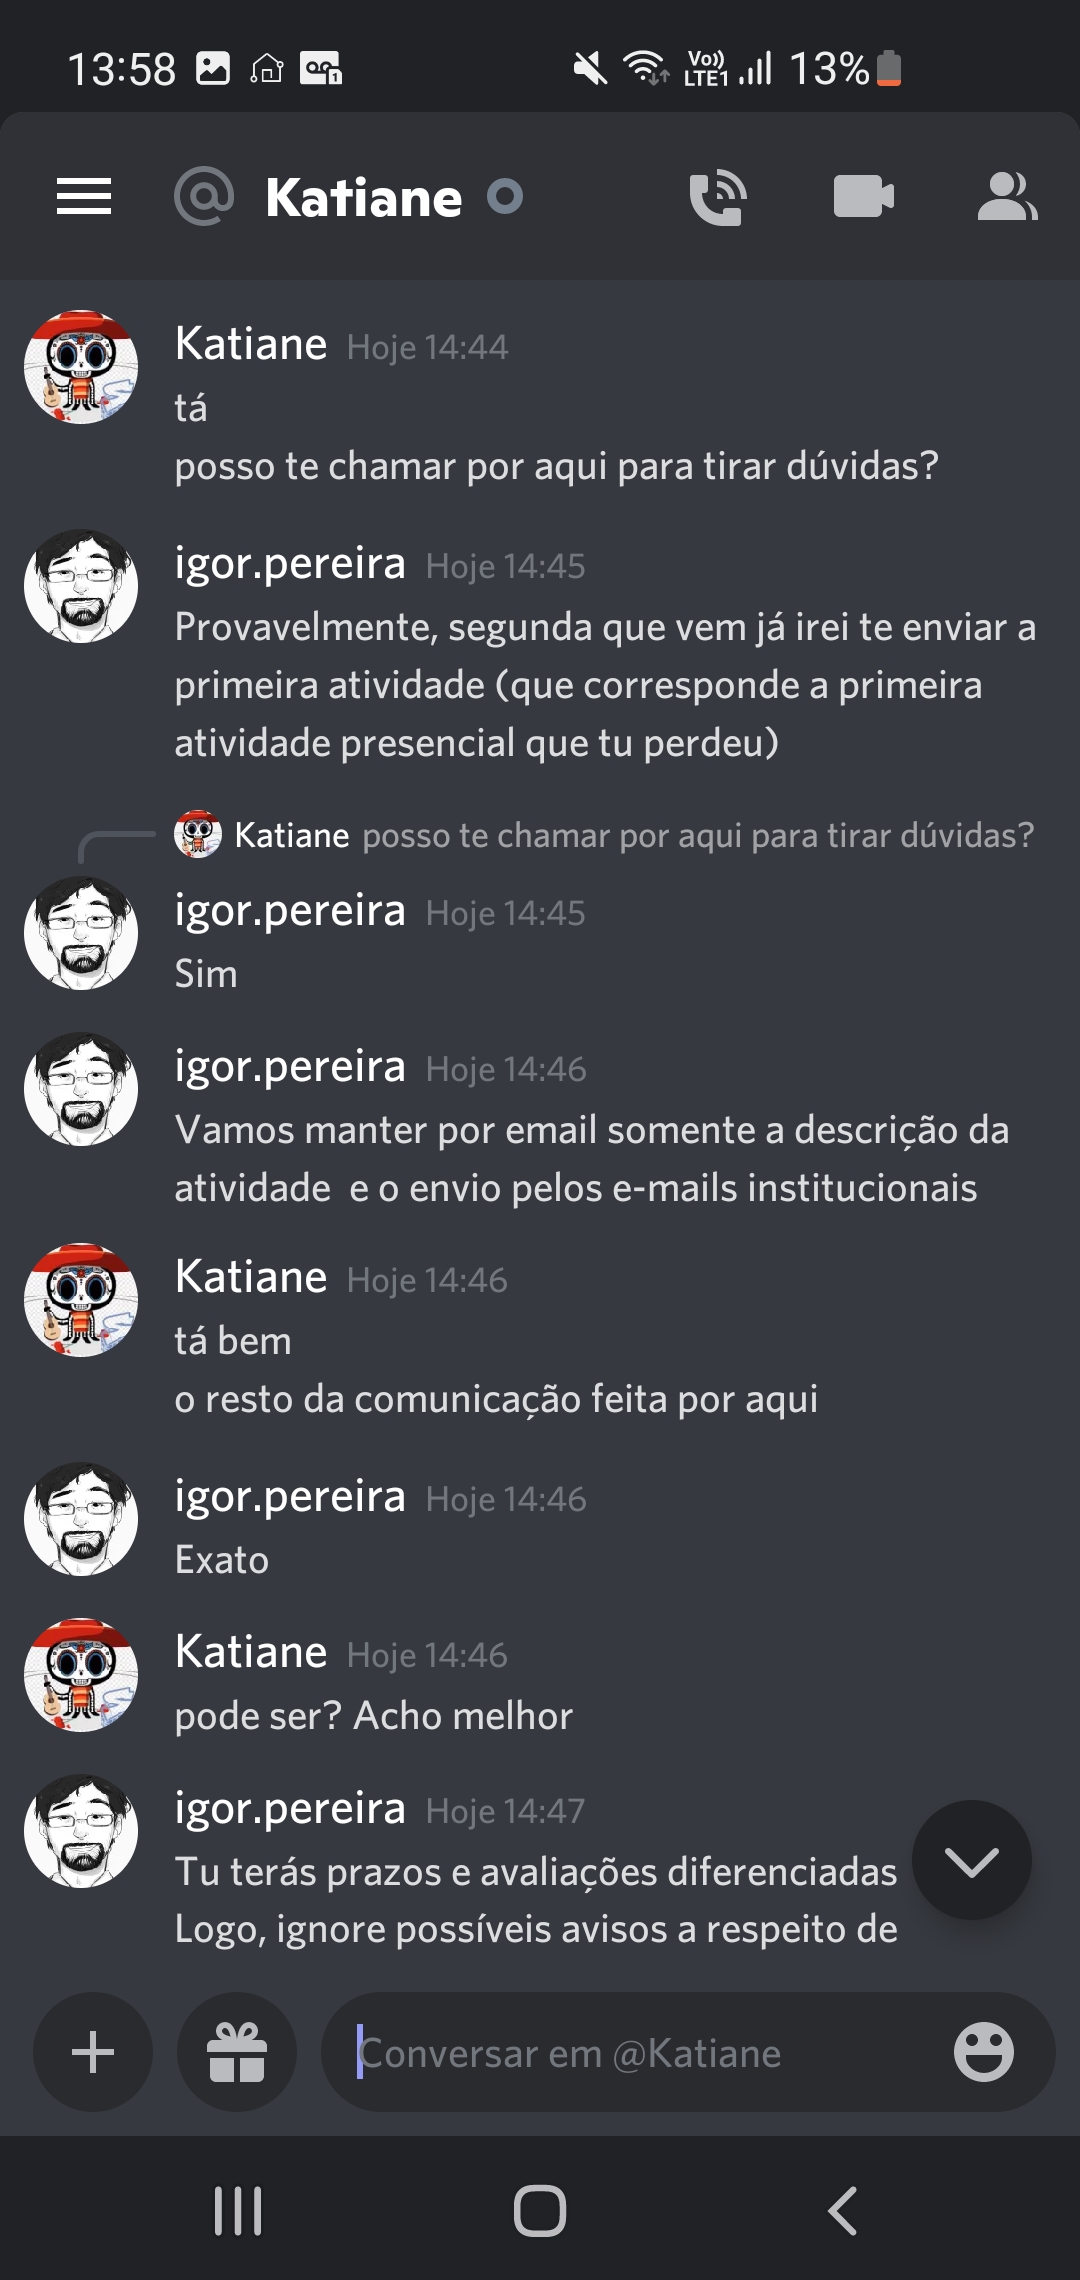 13:58
1
Vo))
LTE1
13%
Katiane
Katiane Hoje 14:44
tá
posso te chamar por aqui para tirar dúvidas?
igor.pereira Hoje 14:45
Provavelmente, segunda que vem já irei te enviar a
primeira atividade (que corresponde a primeira
atividade presencial que tu perdeu)
Katiane posso te chamar por aqui para tirar dúvidas?
igor.pereira Hoje 14:45
Sim
igor.pereira Hoje 14:46
Vamos manter por email somente a descrição da
atividade  e o envio pelos e-mails institucionais
Katiane Hoje 14:46
tá bem
o resto da comunicação feita por aqui
igor.pereira Hoje 14:46
Exato
Katiane Hoje 14:46
pode ser? Acho melhor
igor.pereira Hoje 14:47
Tu terás prazos e avaliações diferenciadas
Logo, ignore possíveis avisos a respeito de
Conversar em @Katiane